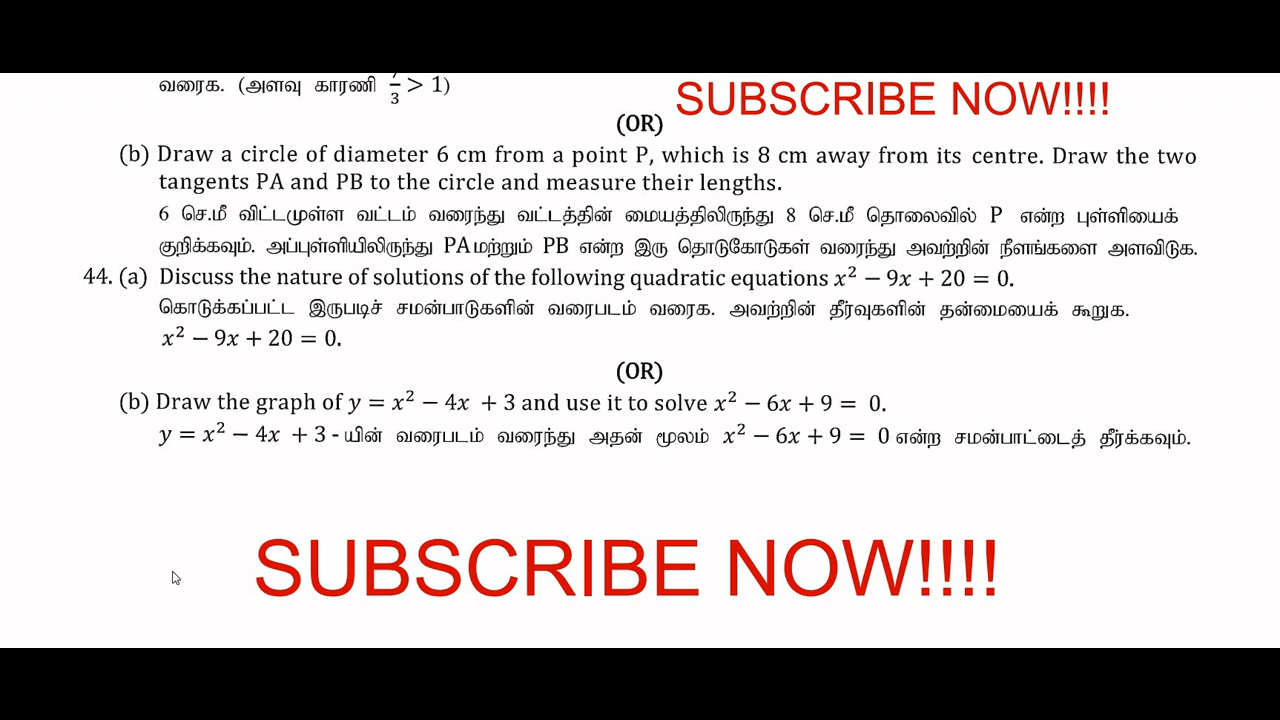 வரைக. (அளவு காரணி 7/3 > 1)
SUBSCRIBE NOW!!!!
(OR)
(b) Draw a circle of diameter 6 cm from a point P, which is 8 cm away from its centre. Draw the two
tangents PA and PB to the circle and measure their lengths.
6 செ.மீ விட்டமுள்ள வட்டம் வரைந்து வட்டத்தின் மையத்திலிருந்து 8 செ.மீ தொலைவில் P என்ற புள்ளியைக்
குறிக்கவும். அப்புள்ளியிலிருந்து PA மற்றும் PB என்ற இரு தொடுகோடுகள் வரைந்து அவற்றின் நீளங்களை அளவிடுக.
44. (a) Discuss the nature of solutions of the following quadratic equations x² − 9x + 20 = 0.
கொடுக்கப்பட்ட இருபடிச் சமன்பாடுகளின் வரைபடம் வரைக. அவற்றின் தீர்வுகளின் தன்மையைக் கூறுக.
x² − 9x + 20 = 0.
(OR)
(b) Draw the graph of y = x² − 4x + 3 and use it to solve x² − 6x + 9 = 0.
y = x² − 4x + 3 - யின் வரைபடம் வரைந்து அதன் மூலம் x² − 6x + 9 = 0 என்ற சமன்பாட்டைத் தீர்க்கவும்.
SUBSCRIBE NOW!!!!